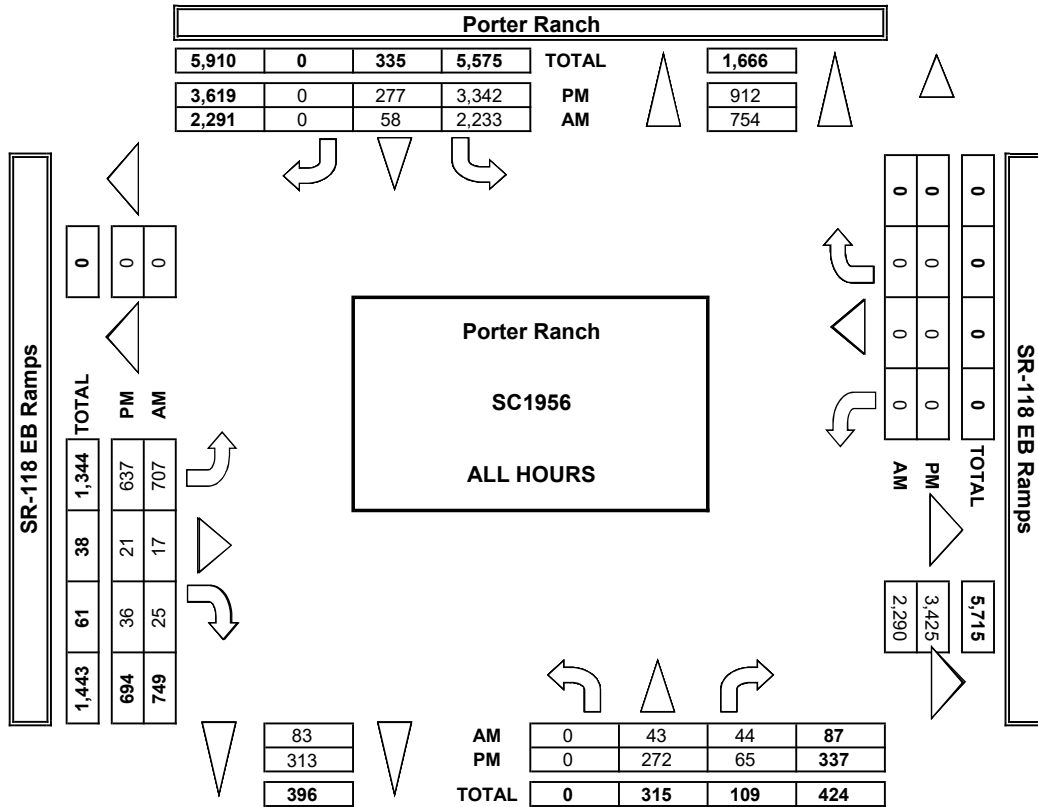 Porter Ranch
5,910 0 335 5,575 TOTAL 1,666
3,619 0 277 3,342 PM 912
2,291 0 58 2,233 AM 754
SR-118 EB Ramps
0 0 0
TOTAL PM AM
1,344 637 707
38 21 17
61 36 25
1,443 694 749
Porter Ranch
SC1956
ALL HOURS
0 0 0
0 0 0
0 0 0
0 0 0
AM PM TOTAL
2,290 3,425 5,715
SR-118 EB Ramps
83 AM 0 43 44 87
313 PM 0 272 65 337
396 TOTAL 0 315 109 424